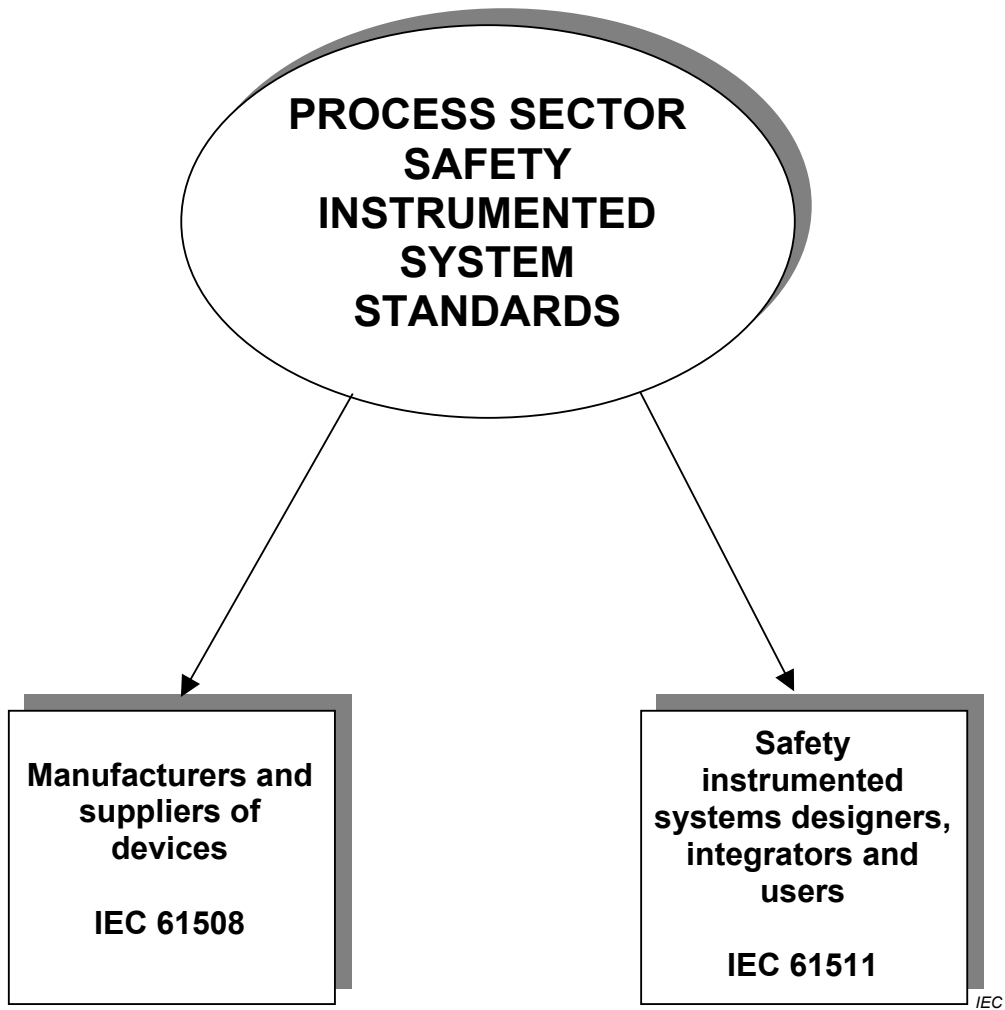 PROCESS SECTOR
SAFETY
INSTRUMENTED
SYSTEM
STANDARDS
Manufacturers and
suppliers of
devices
IEC 61508
Safety
instrumented
systems designers,
integrators and
users
IEC 61511
IEC